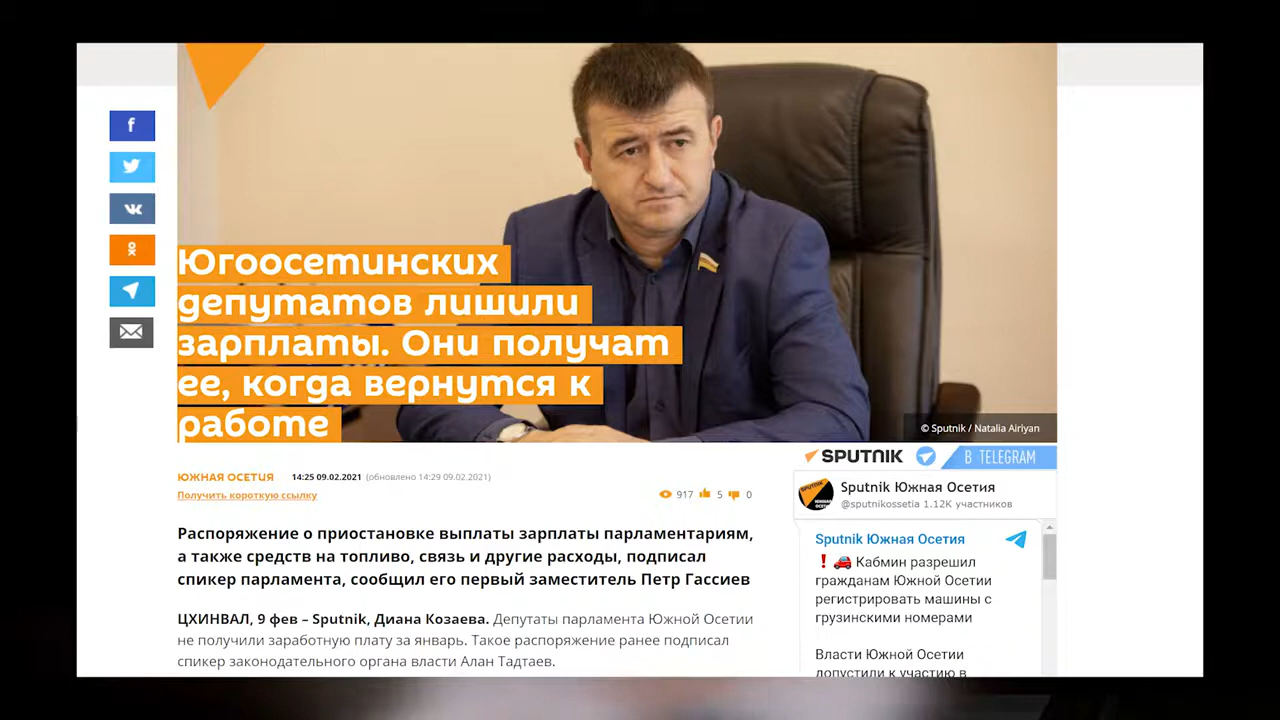 Югоосетинских
депутатов лишили
зарплаты. Они получат
ее, когда вернутся к
работе
© Sputnik / Natalia Airiyan
ЮЖНАЯ ОСЕТИЯ 14:25 09.02.2021 (обновлено 14:29 09.02.2021)
Получить короткую ссылку
917 5 0
Распоряжение о приостановке выплаты зарплаты парламентариям,
а также средств на топливо, связь и другие расходы, подписал
спикер парламента, сообщил его первый заместитель Петр Гассиев
ЦХИНВАЛ, 9 фев – Sputnik, Диана Козаева. Депутаты парламента Южной Осетии
не получили заработную плату за январь. Такое распоряжение ранее подписал
спикер законодательного органа власти Алан Тадтаев.
SPUTNIK В TELEGRAM
Sputnik Южная Осетия
@sputnikossetia 1.12K участников
Sputnik Южная Осетия
❗🚗 Кабмин разрешил
гражданам Южной Осетии
регистрировать машины с
грузинскими номерами
Власти Южной Осетии
допустили к участию в